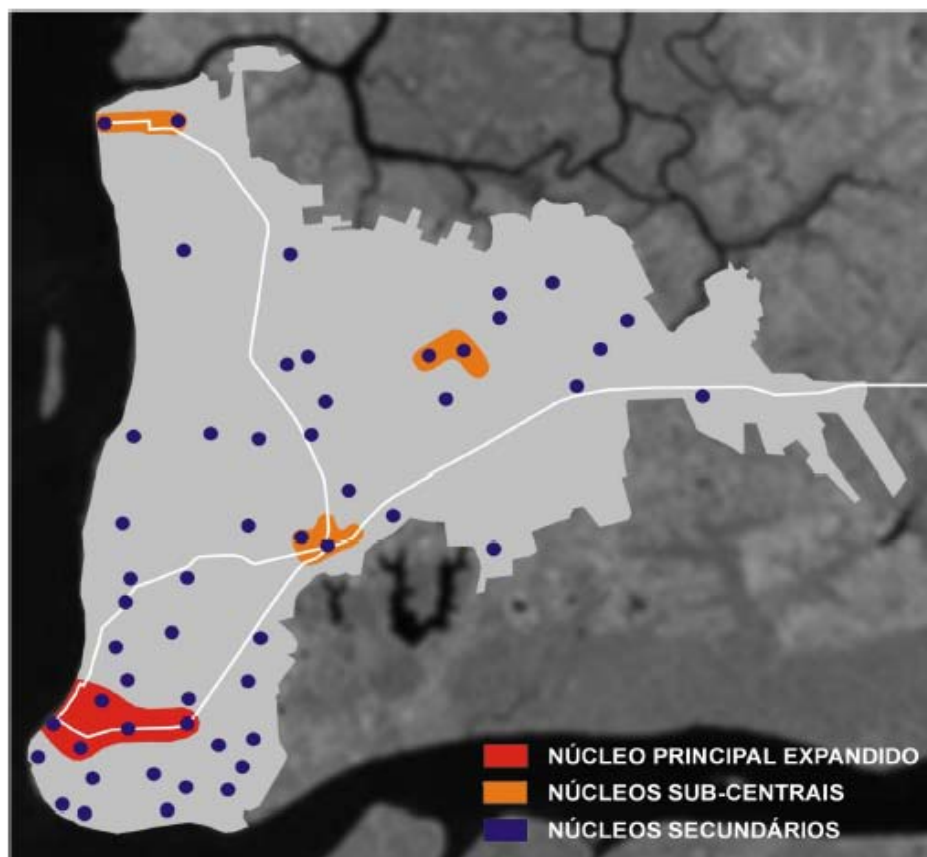 NÚCLEO PRINCIPAL EXPANDIDO
NÚCLEOS SUB-CENTRAIS
NÚCLEOS SECUNDÁRIOS